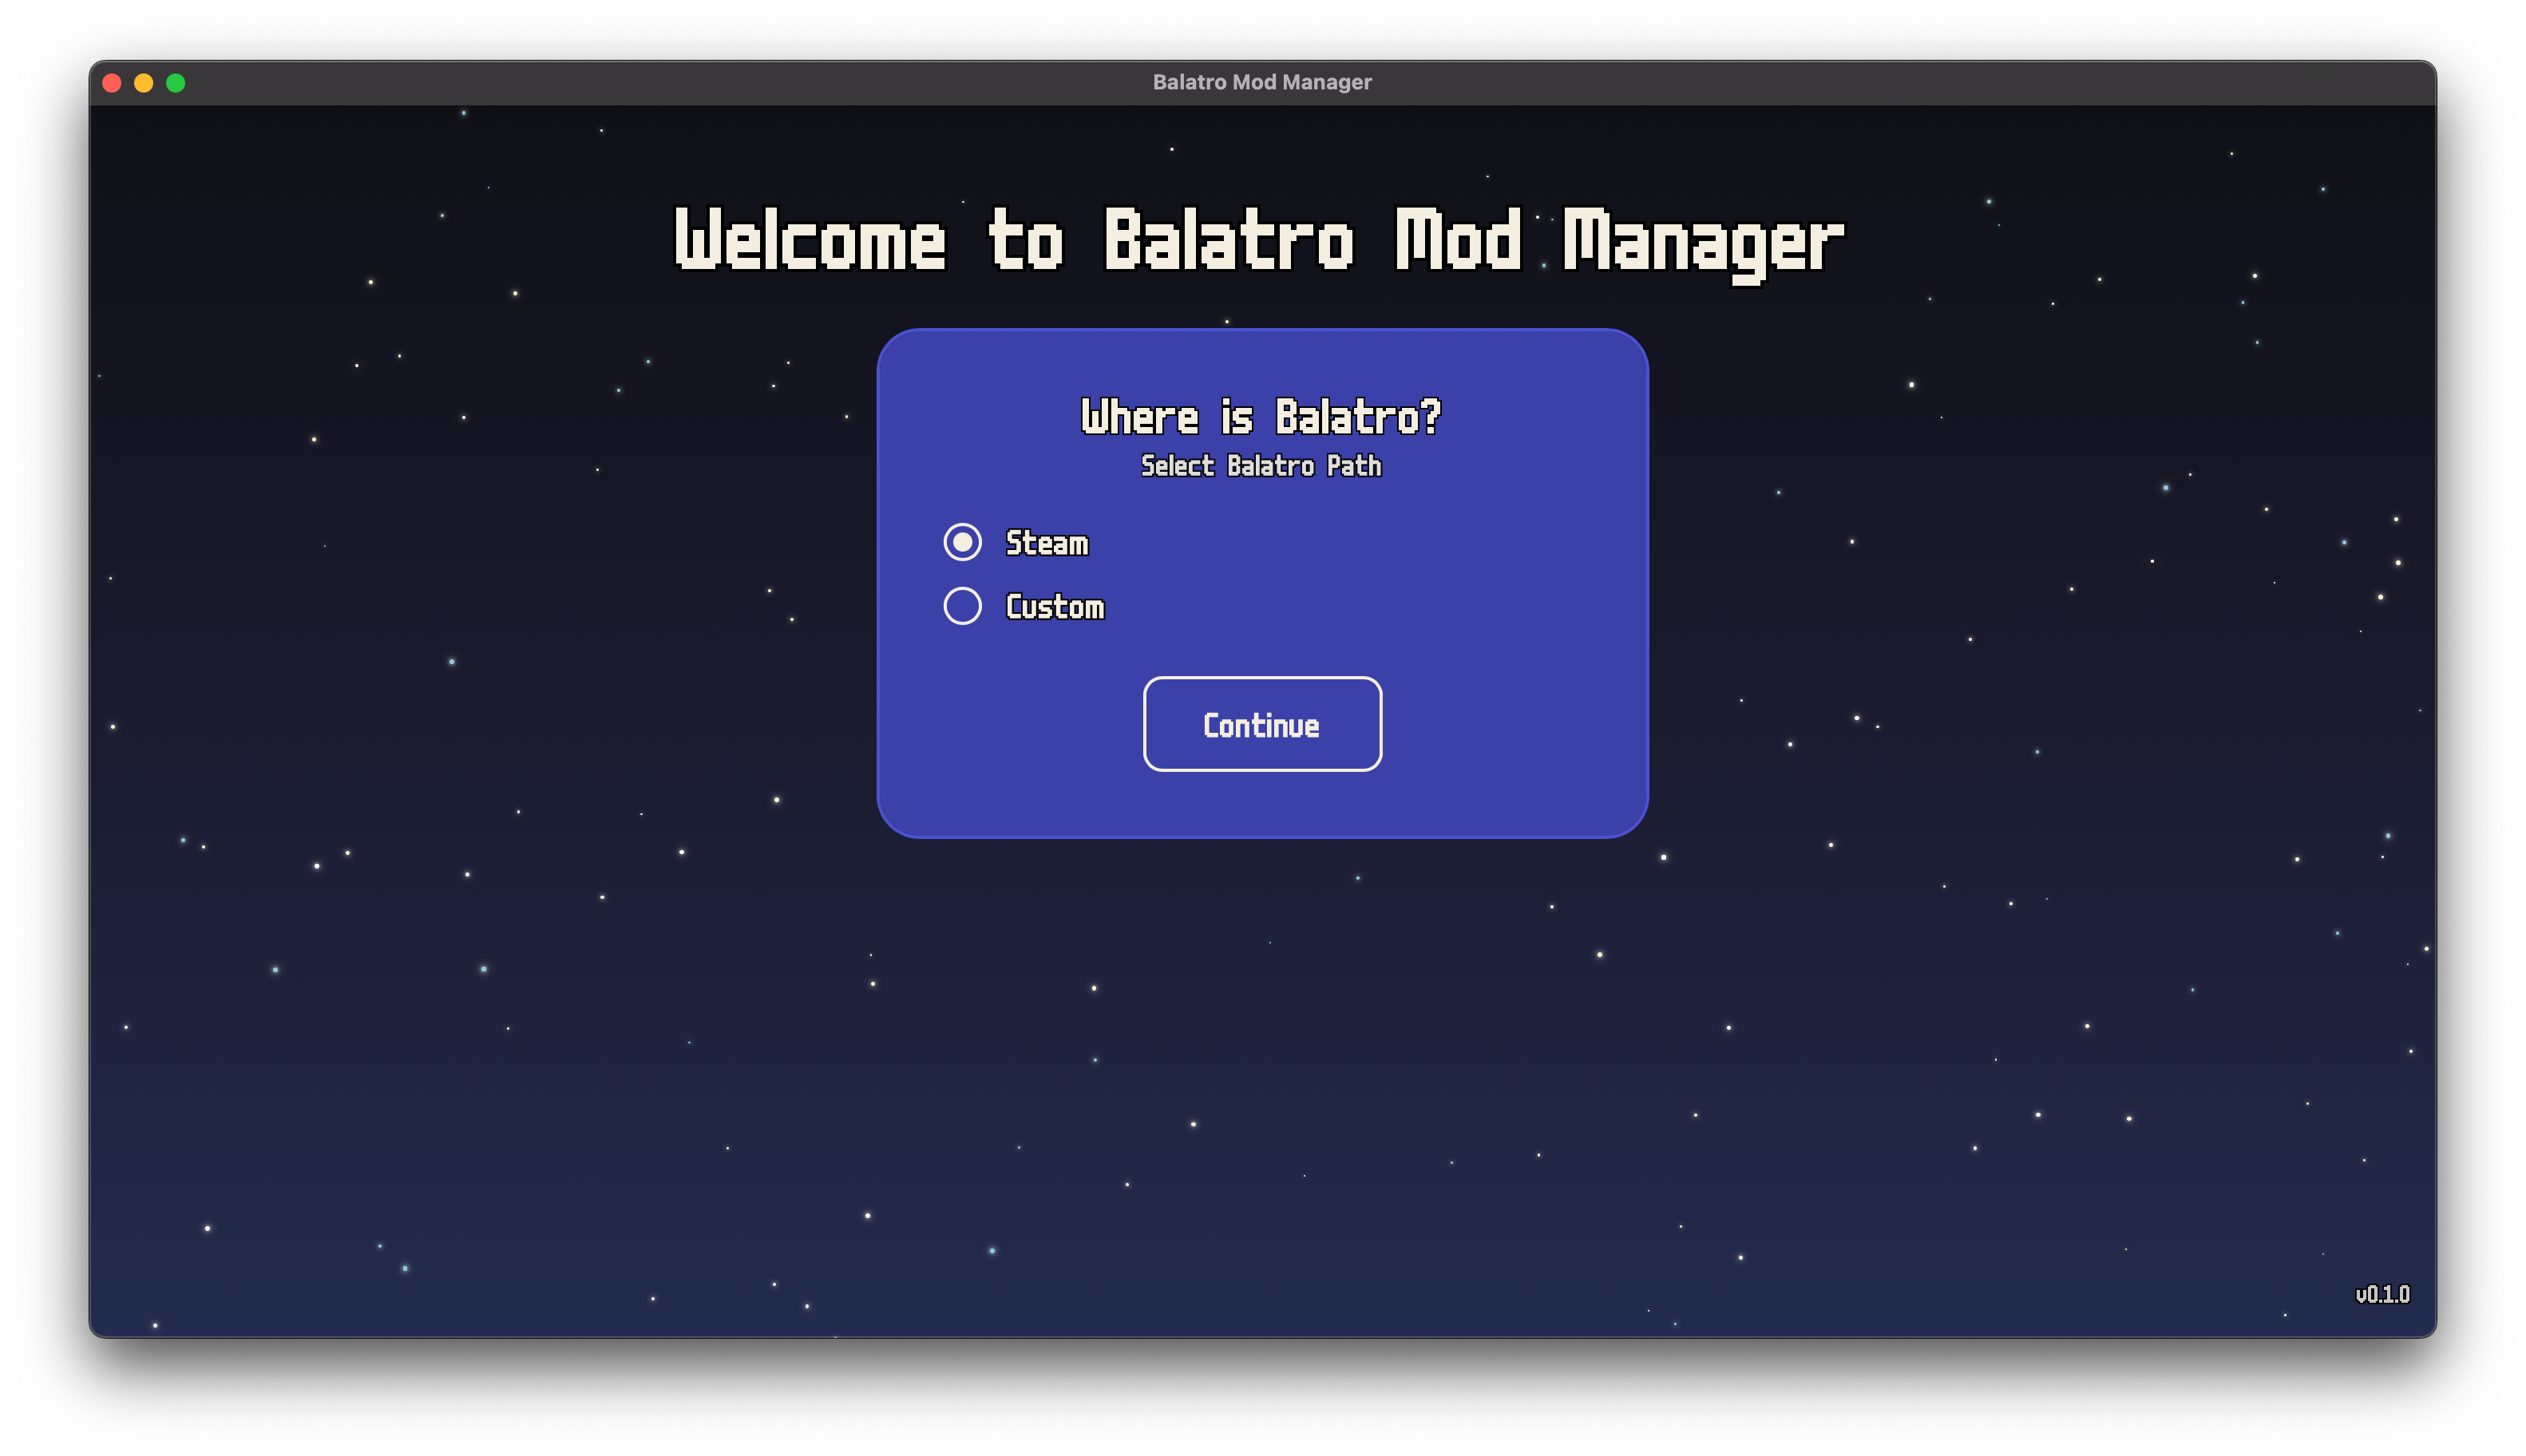 Balatro Mod Manager
Welcome to Balatro Mod Manager
Where is Balatro?
Select Balatro Path
Steam
Custom
Continue
v0.1.0